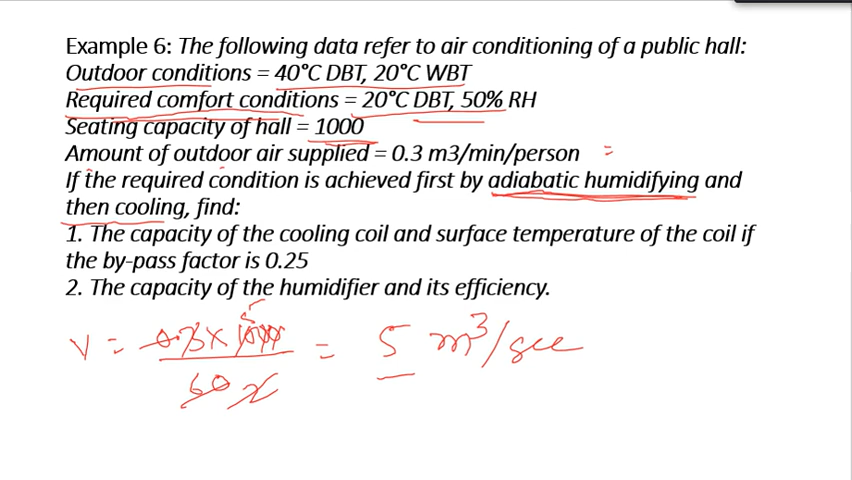 Example 6: The following data refer to air conditioning of a public hall:
Outdoor conditions = 40°C DBT, 20°C WBT
Required comfort conditions = 20°C DBT, 50% RH
Seating capacity of hall = 1000
Amount of outdoor air supplied = 0.3 m3/min/person =
If the required condition is achieved first by adiabatic humidifying and
then cooling, find:
1. The capacity of the cooling coil and surface temperature of the coil if
the by-pass factor is 0.25
2. The capacity of the humidifier and its efficiency.
5
V = 0.3 x 1000 = 5 m3/sec
60